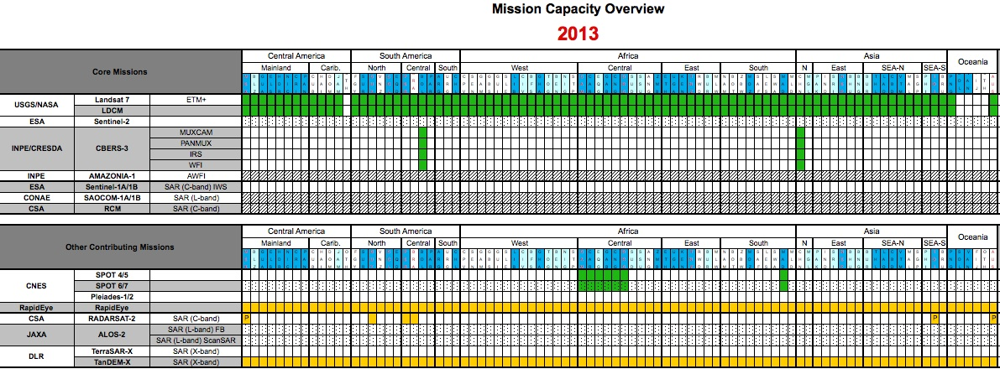 Mission Capacity Overview
2013
Core Missions
Central America South America Africa Asia Oceania
Mainland Carib. North Central South West Central East South N East SEA-N SEA-S
USGS/NASA Landsat 7 ETM+
LDCM
ESA Sentinel-2
INPE/CRESDA CBERS-3 MUXCAM
PANMUX
IRS
WFI
INPE AMAZONIA-1 AWFI
ESA Sentinel-1A/1B SAR (C-band) IWS
CONAE SAOCOM-1A/1B SAR (L-band)
CSA RCM SAR (C-band)
Other Contributing Missions
Central America South America Africa Asia Oceania
Mainland Carib. North Central South West Central East South N East SEA-N SEA-S
CNES SPOT 4/5
SPOT 6/7
Pleiades-1/2
RapidEye RapidEye
CSA RADARSAT-2 SAR (C-band) P P P
JAXA ALOS-2 SAR (L-band) FB
SAR (L-band) ScanSAR
DLR TerraSAR-X SAR (X-band)
TanDEM-X SAR (X-band)